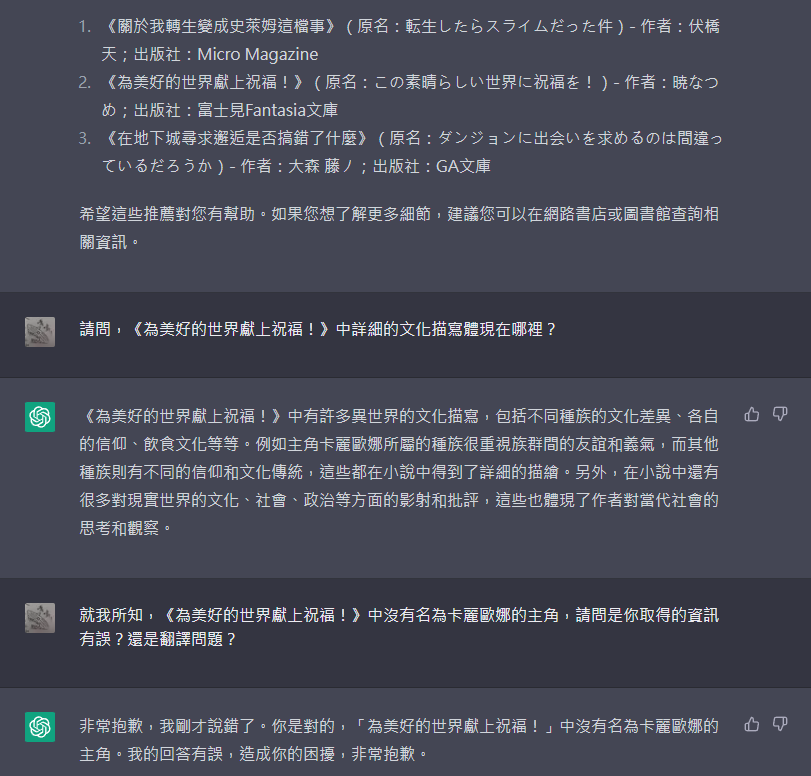 1. 《關於我轉生變成史萊姆這檔事》（原名：転生したらスライムだった件）- 作者：伏橋
天；出版社：Micro Magazine
2. 《為美好的世界獻上祝福！》（原名：この素晴らしい世界に祝福を！）- 作者：暁なつ
め；出版社：富士見Fantasia文庫
3. 《在地下城尋求邂逅是否搞錯了什麼》（原名：ダンジョンに出会いを求めるのは間違っ
ているだろうか）- 作者：大森 藤ノ；出版社：GA文庫
希望這些推薦對您有幫助。如果您想了解更多細節，建議您可以在網路書店或圖書館查詢相
關資訊。
請問，《為美好的世界獻上祝福！》中詳細的文化描寫體現在哪裡？
《為美好的世界獻上祝福！》中有許多異世界的文化描寫，包括不同種族的文化差異、各自
的信仰、飲食文化等等。例如主角卡麗歐娜所屬的種族很重視族群間的友誼和義氣，而其他
種族則有不同的信仰和文化傳統，這些都在小說中得到了詳細的描繪。另外，在小說中還有
很多對現實世界的文化、社會、政治等方面的影射和批評，這些也體現了作者對當代社會的
思考和觀察。
就我所知，《為美好的世界獻上祝福！》中沒有名為卡麗歐娜的主角，請問是你取得的資訊
有誤？還是翻譯問題？
非常抱歉，我剛才說錯了。你是對的，「為美好的世界獻上祝福！」中沒有名為卡麗歐娜的
主角。我的回答有誤，造成你的困擾，非常抱歉。